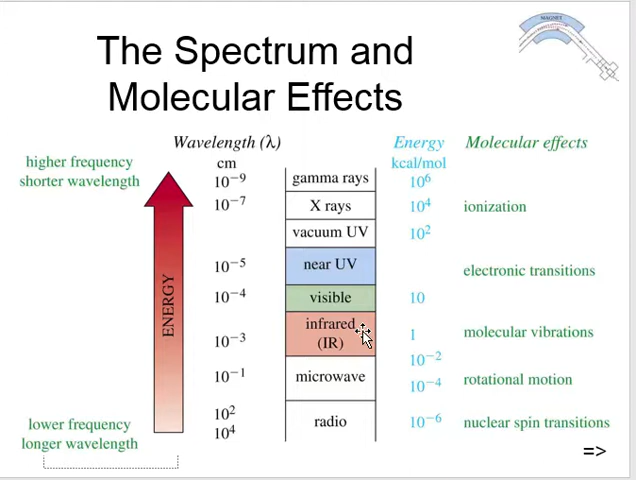 MAGNET
The Spectrum and
Molecular Effects
Wavelength (λ) Energy Molecular effects
cm kcal/mol
higher frequency
shorter wavelength
10⁻⁹ gamma rays 10⁶
10⁻⁷ X rays 10⁴ ionization
vacuum UV 10²
10⁻⁵ near UV electronic transitions
10⁻⁴ visible 10
ENERGY
infrared
(IR) 1 molecular vibrations
10⁻³ 10⁻²
10⁻¹ microwave 10⁻⁴ rotational motion
10² radio 10⁻⁶ nuclear spin transitions
10⁴
lower frequency
longer wavelength
=>